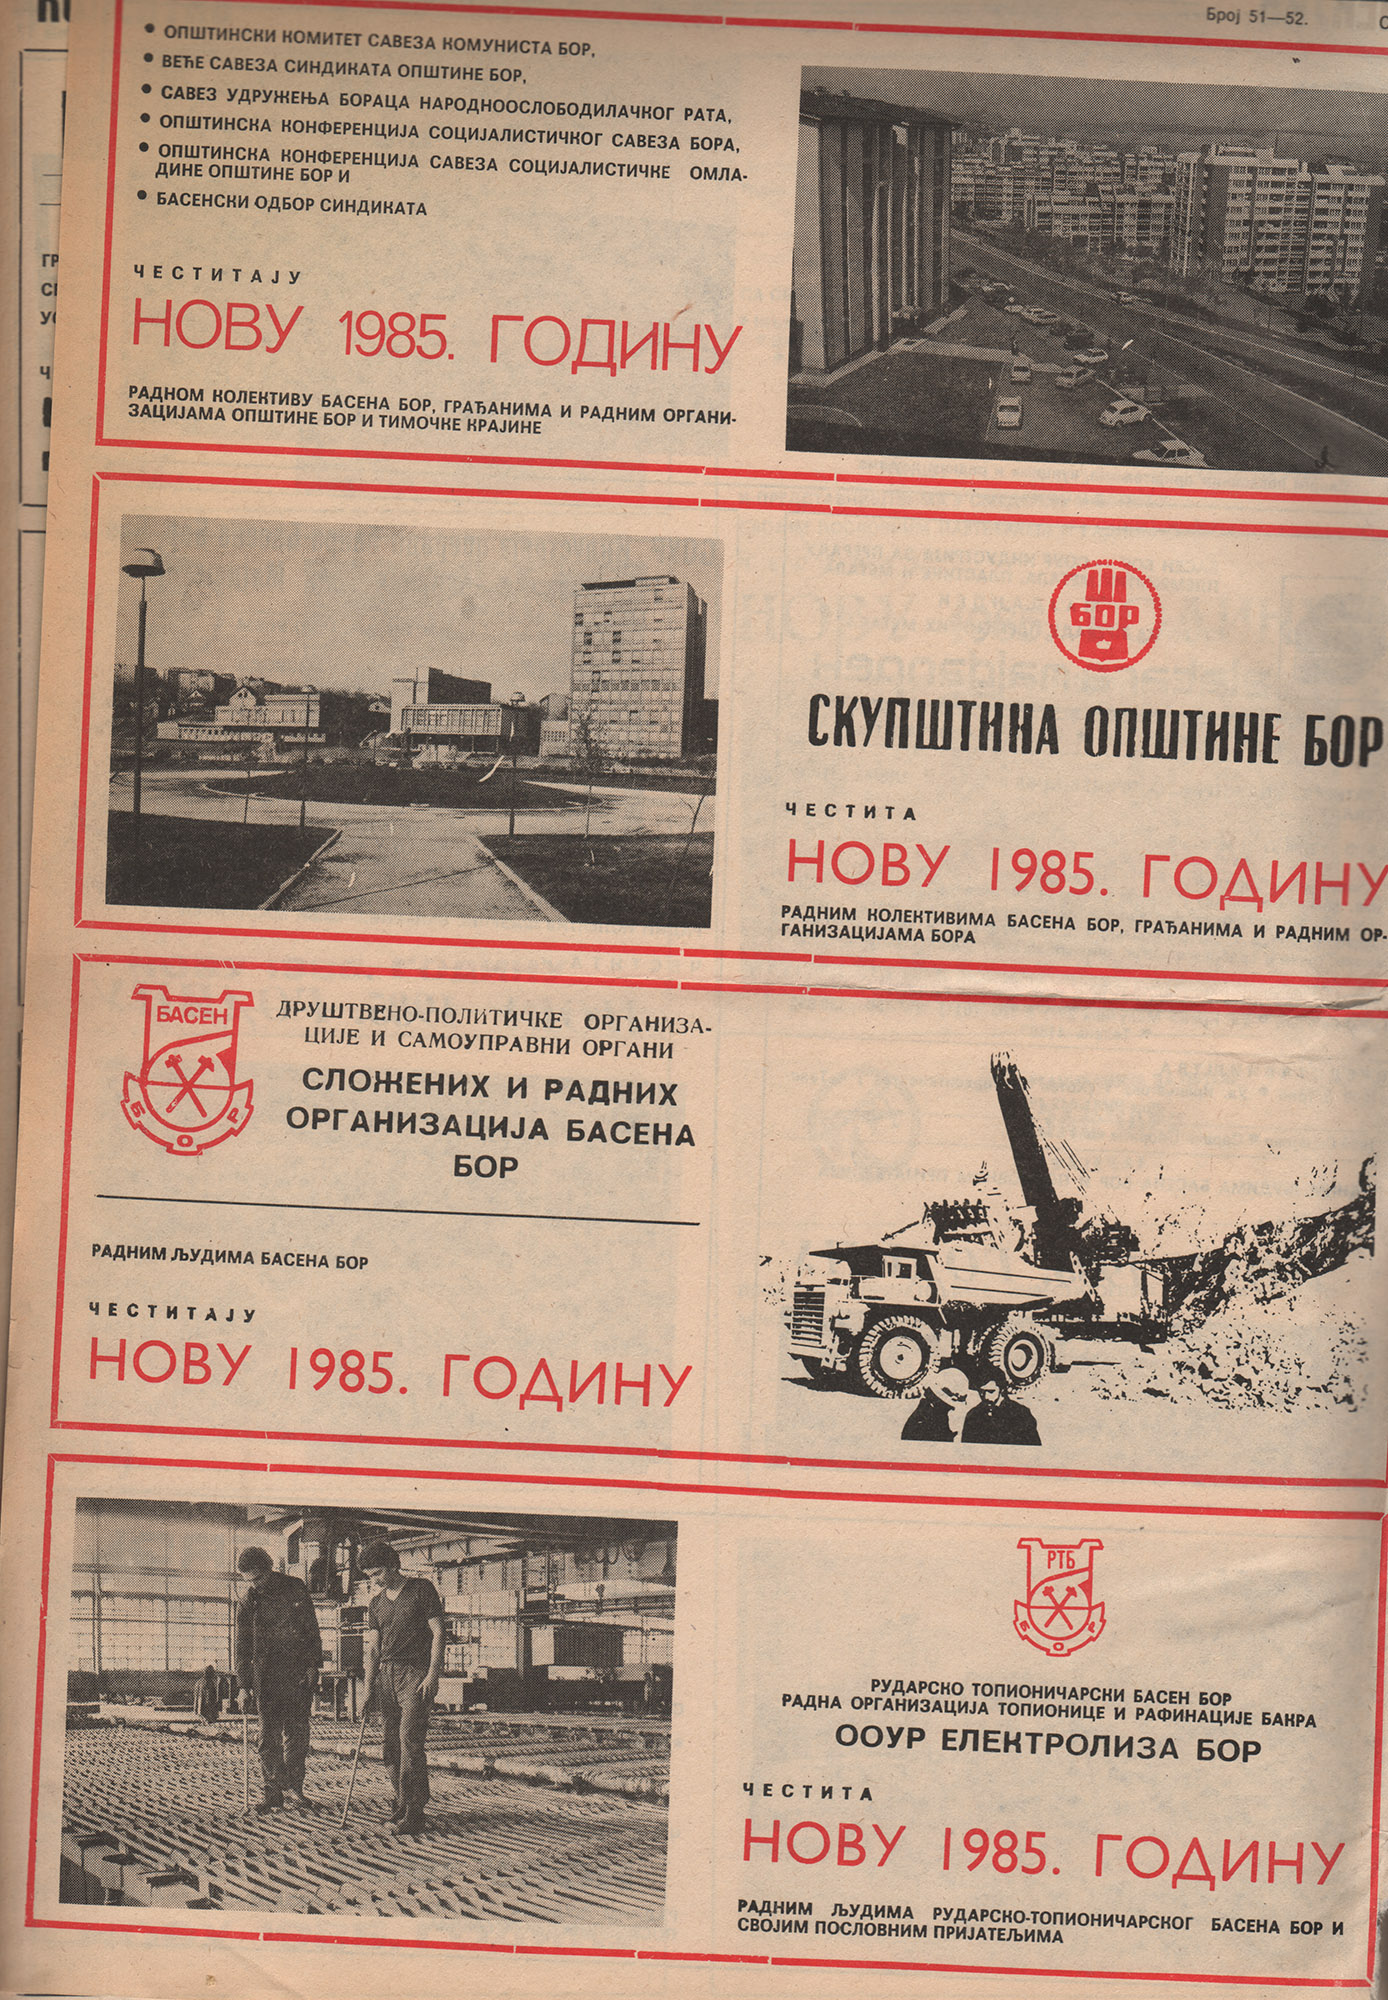 Број 51—52.
• ОПШТИНСКИ КОМИТЕТ САВЕЗА КОМУНИСТА БОР,
• ВЕЋЕ САВЕЗА СИНДИКАТА ОПШТИНЕ БОР,
• САВЕЗ УДРУЖЕЊА БОРАЦА НАРОДНООСЛОБОДИЛАЧКОГ РАТА,
• ОПШТИНСКА КОНФЕРЕНЦИЈА СОЦИЈАЛИСТИЧКОГ САВЕЗА БОРА,
• ОПШТИНСКА КОНФЕРЕНЦИЈА САВЕЗА СОЦИЈАЛИСТИЧКЕ ОМЛА-
ДИНЕ ОПШТИНЕ БОР И
• БАСЕНСКИ ОДБОР СИНДИКАТА
ЧЕСТИТАЈУ
НОВУ 1985. ГОДИНУ
РАДНОМ КОЛЕКТИВУ БАСЕНА БОР, ГРАЂАНИМА И РАДНИМ ОРГАНИ-
ЗАЦИЈАМА ОПШТИНЕ БОР И ТИМОЧКЕ КРАЈИНЕ
БОР
СКУПШТИНА ОПШТИНЕ БОР
ЧЕСТИТА
НОВУ 1985. ГОДИНУ
РАДНИМ КОЛЕКТИВИМА БАСЕНА БОР, ГРАЂАНИМА И РАДНИМ ОР-
ГАНИЗАЦИЈАМА БОРА
БАСЕН
БОР
ДРУШТВЕНО-ПОЛИТИЧКЕ ОРГАНИЗА-
ЦИЈЕ И САМОУПРАВНИ ОРГАНИ
СЛОЖЕНИХ И РАДНИХ
ОРГАНИЗАЦИЈА БАСЕНА
БОР
РАДНИМ ЉУДИМА БАСЕНА БОР
ЧЕСТИТАЈУ
НОВУ 1985. ГОДИНУ
РТБ
БОР
РУДАРСКО ТОПИОНИЧАРСКИ БАСЕН БОР
РАДНА ОРГАНИЗАЦИЈА ТОПИОНИЦЕ И РАФИНАЦИЈЕ БАКРА
ООУР ЕЛЕКТРОЛИЗА БОР
ЧЕСТИТА
НОВУ 1985. ГОДИНУ
РАДНИМ ЉУДИМА РУДАРСКО-ТОПИОНИЧАРСКОГ БАСЕНА БОР И
СВОЈИМ ПОСЛОВНИМ ПРИЈАТЕЉИМА